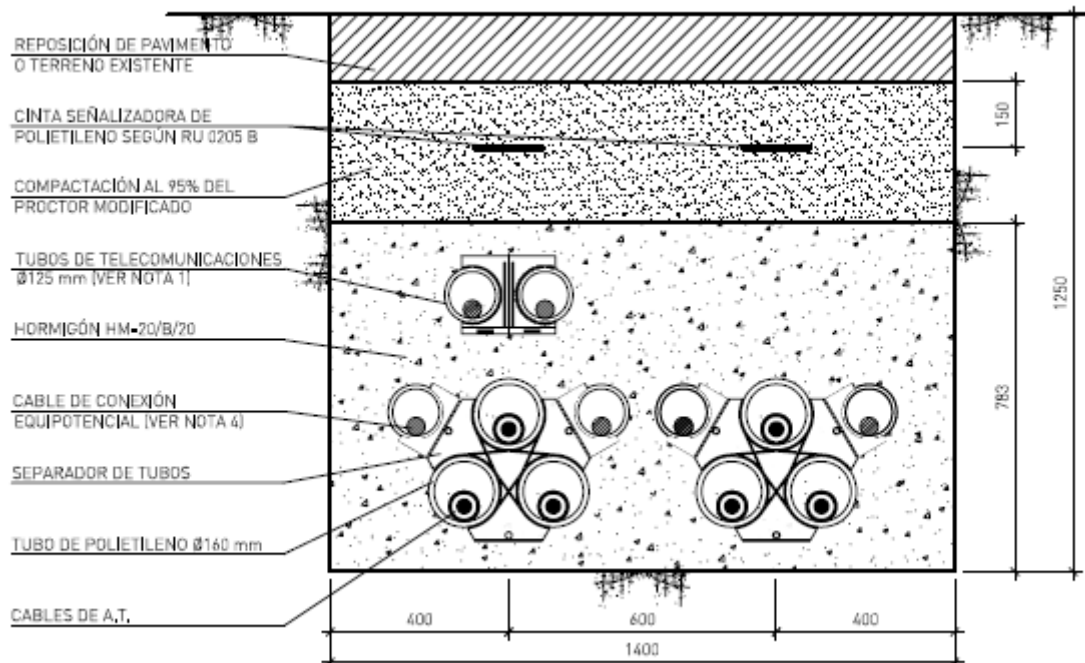 REPOSICIÓN DE PAVIMENTO
O TERRENO EXISTENTE
CINTA SEÑALIZADORA DE
POLIETILENO SEGÚN RU 0205 B
COMPACTACIÓN AL 95% DEL
PROCTOR MODIFICADO
TUBOS DE TELECOMUNICACIONES
Ø125 mm (VER NOTA 1)
HORMIGÓN HM-20/B/20
CABLE DE CONEXIÓN
EQUIPOTENCIAL (VER NOTA 4)
SEPARADOR DE TUBOS
TUBO DE POLIETILENO Ø160 mm
CABLES DE A.T.
150
783
1250
400
600
400
1400